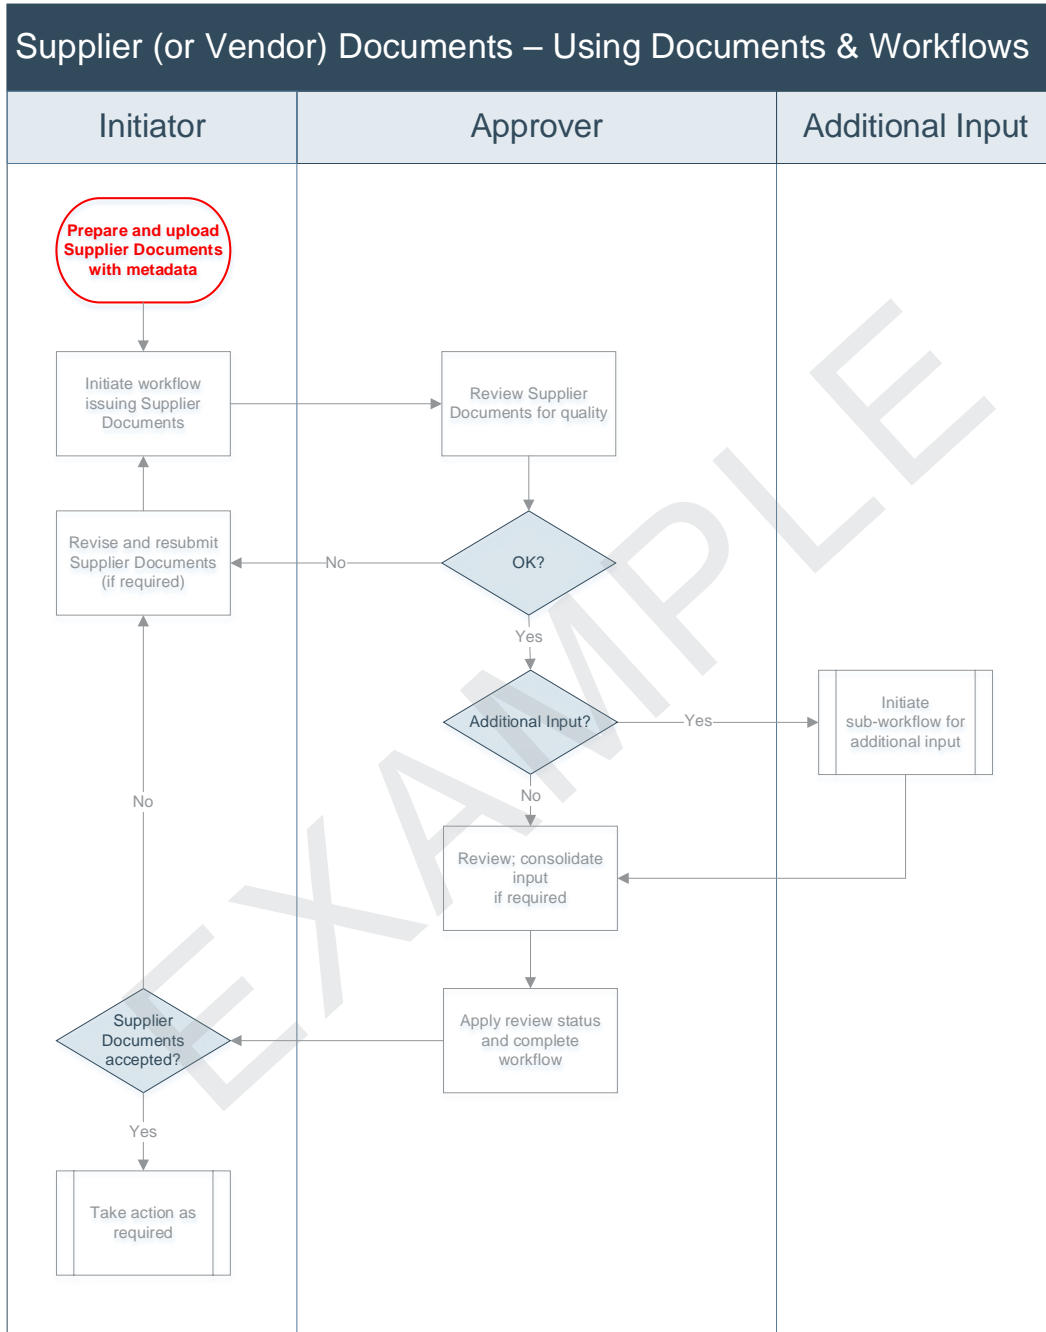 Supplier (or Vendor) Documents – Using Documents & Workflows
Initiator
Approver
Additional Input
Prepare and upload
Supplier Documents
with metadata
Initiate workflow
issuing Supplier
Documents
Review Supplier
Documents for quality
Revise and resubmit
Supplier Documents
(if required)
No
OK?
Yes
Additional Input?
Yes
Initiate
sub-workflow for
additional input
No
No
Review; consolidate
input
if required
Supplier
Documents
accepted?
Apply review status
and complete
workflow
Yes
Take action as
required
EXAMPLE